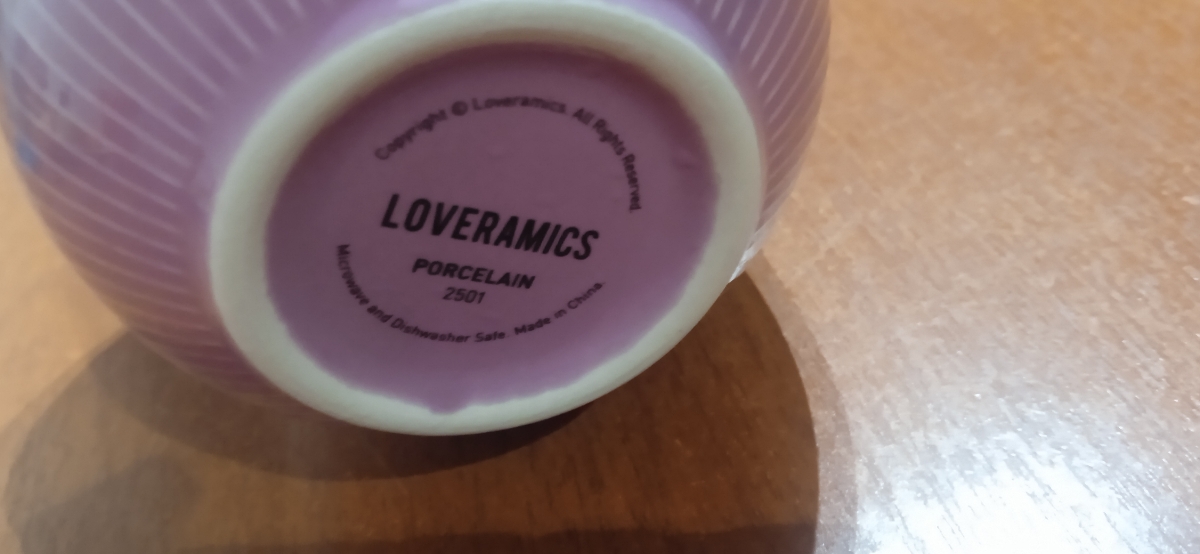 Copyright © Loveramics. All Rights Reserved.
LOVERAMICS
PORCELAIN
2501
Microwave and Dishwasher Safe. Made in China.